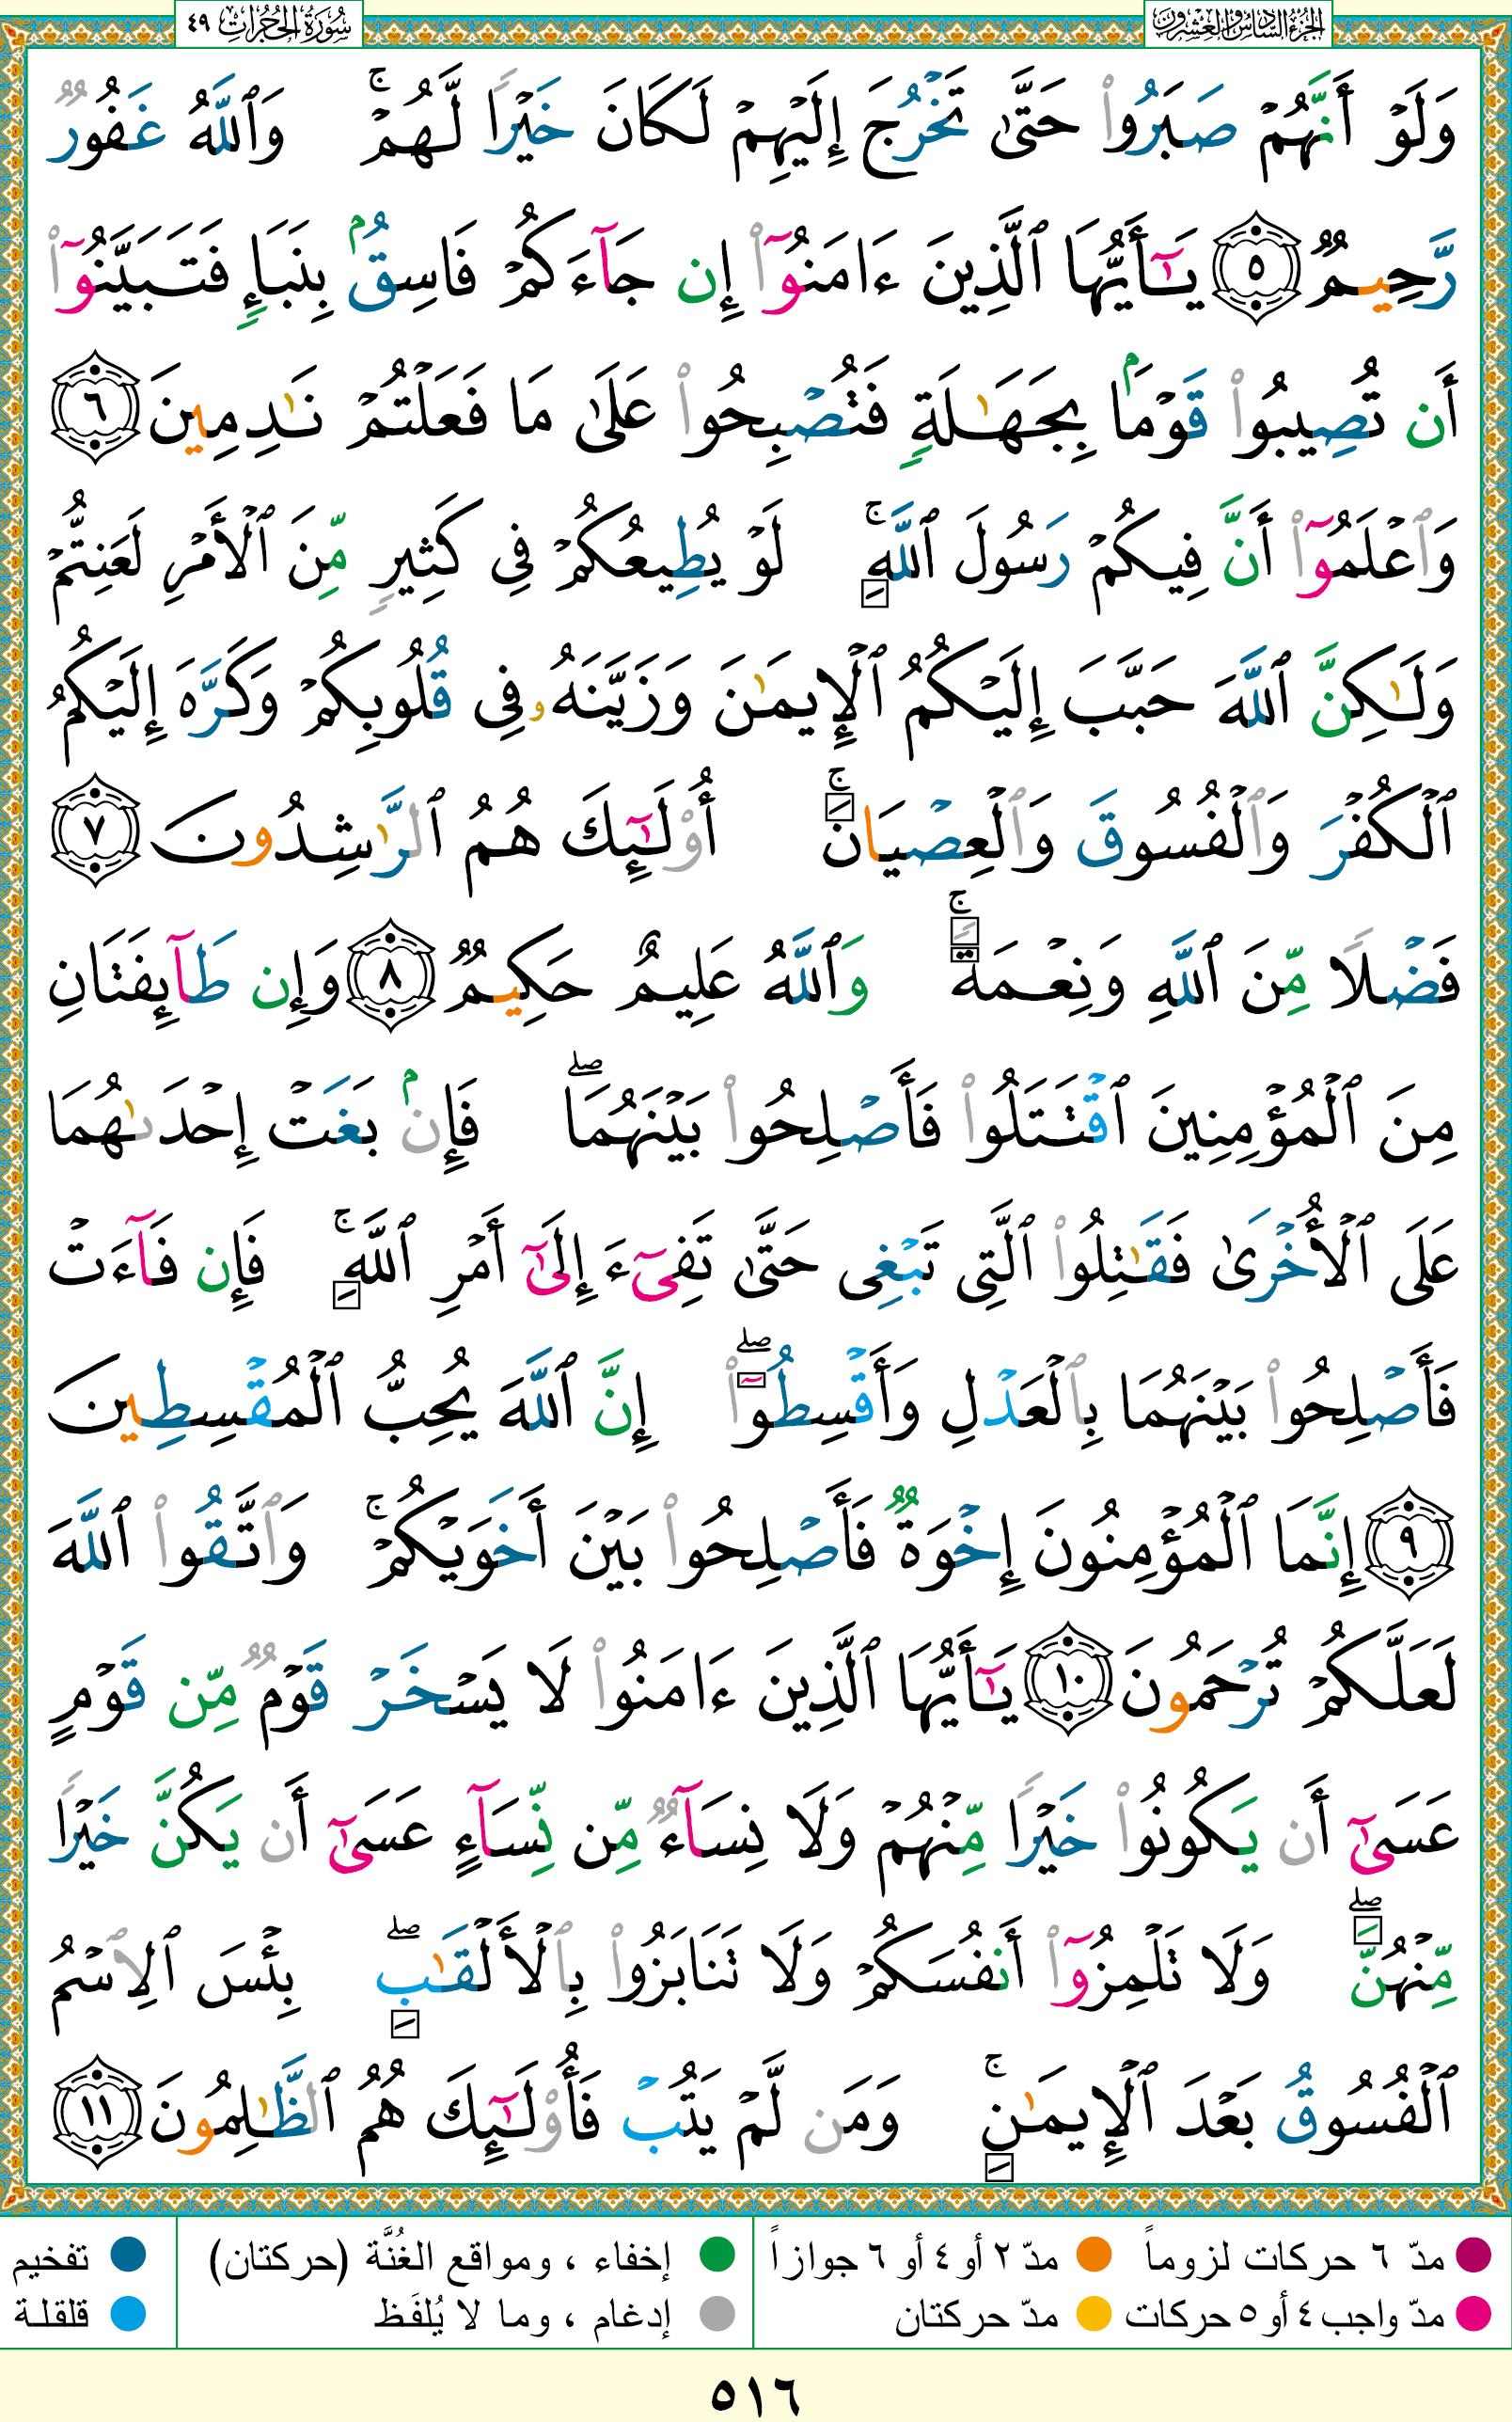 الجزء السادس والعشرون
سُورَةُ الحُجُرَاتِ ٤٩
وَلَوۡ أَنَّهُمۡ صَبَرُواْ حَتَّىٰ تَخۡرُجَ إِلَيۡهِمۡ لَكَانَ خَيۡرٗا لَّهُمۡۚ وَٱللَّهُ غَفُورٞ
رَّحِيمٞ ٥ يَٰٓأَيُّهَا ٱلَّذِينَ ءَامَنُوٓاْ إِن جَآءَكُمۡ فَاسِقُۢ بِنَبَإٖ فَتَبَيَّنُوٓاْ
أَن تُصِيبُواْ قَوۡمَۢا بِجَهَٰلَةٖ فَتُصۡبِحُواْ عَلَىٰ مَا فَعَلۡتُمۡ نَٰدِمِينَ ٦
وَٱعۡلَمُوٓاْ أَنَّ فِيكُمۡ رَسُولَ ٱللَّهِۚ لَوۡ يُطِيعُكُمۡ فِي كَثِيرٖ مِّنَ ٱلۡأَمۡرِ لَعَنِتُّمۡ
وَلَٰكِنَّ ٱللَّهَ حَبَّبَ إِلَيۡكُمُ ٱلۡإِيمَٰنَ وَزَيَّنَهُۥ فِي قُلُوبِكُمۡ وَكَرَّهَ إِلَيۡكُمُ
ٱلۡكُفۡرَ وَٱلۡفُسُوقَ وَٱلۡعِصۡيَانَۚ أُوْلَٰٓئِكَ هُمُ ٱلرَّٰشِدُونَ ٧
فَضۡلٗا مِّنَ ٱللَّهِ وَنِعۡمَةٗۚ وَٱللَّهُ عَلِيمٌ حَكِيمٞ ٨ وَإِن طَآئِفَتَانِ
مِنَ ٱلۡمُؤۡمِنِينَ ٱقۡتَتَلُواْ فَأَصۡلِحُواْ بَيۡنَهُمَاۖ فَإِنۢ بَغَتۡ إِحۡدَىٰهُمَا
عَلَى ٱلۡأُخۡرَىٰ فَقَٰتِلُواْ ٱلَّتِي تَبۡغِي حَتَّىٰ تَفِيٓءَ إِلَىٰٓ أَمۡرِ ٱللَّهِۚ فَإِن فَآءَتۡ
فَأَصۡلِحُواْ بَيۡنَهُمَا بِٱلۡعَدۡلِ وَأَقۡسِطُوٓاْۖ إِنَّ ٱللَّهَ يُحِبُّ ٱلۡمُقۡسِطِينَ
٩ إِنَّمَا ٱلۡمُؤۡمِنُونَ إِخۡوَةٞ فَأَصۡلِحُواْ بَيۡنَ أَخَوَيۡكُمۡۚ وَٱتَّقُواْ ٱللَّهَ
لَعَلَّكُمۡ تُرۡحَمُونَ ١٠ يَٰٓأَيُّهَا ٱلَّذِينَ ءَامَنُواْ لَا يَسۡخَرۡ قَوۡمٞ مِّن قَوۡمٍ
عَسَىٰٓ أَن يَكُونُواْ خَيۡرٗا مِّنۡهُمۡ وَلَا نِسَآءٞ مِّن نِّسَآءٍ عَسَىٰٓ أَن يَكُنَّ خَيۡرٗا
مِّنۡهُنَّۖ وَلَا تَلۡمِزُوٓاْ أَنفُسَكُمۡ وَلَا تَنَابَزُواْ بِٱلۡأَلۡقَٰبِۖ بِئۡسَ ٱلِٱسۡمُ
ٱلۡفُسُوقُ بَعۡدَ ٱلۡإِيمَٰنِۚ وَمَن لَّمۡ يَتُبۡ فَأُوْلَٰٓئِكَ هُمُ ٱلظَّٰلِمُونَ ١١
مدّ ٦ حركات لزوماً مدّ ٢ أو ٤ أو ٦ جوازاً إخفاء ، ومواقع الغُنَّة (حركتان) تفخيم
مدّ واجب ٤ أو ٥ حركات مدّ حركتان إدغام ، وما لا يُلفَظ قلقلة
٥١٦